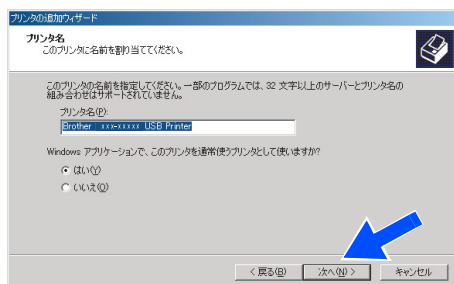 プリンタの追加ウィザード
プリンタ名
このプリンタに名前を割り当ててください。
このプリンタの名前を指定してください。一部のプログラムでは、32 文字以上のサーバーとプリンタ名の
組み合わせはサポートされていません。
プリンタ名(P):
Brother xxx-xxxxx USB Printer
Windows アプリケーションで、このプリンタを通常使うプリンタとして使いますか?
はい(Y)
いいえ(O)
< 戻る(B) 次へ(N) > キャンセル